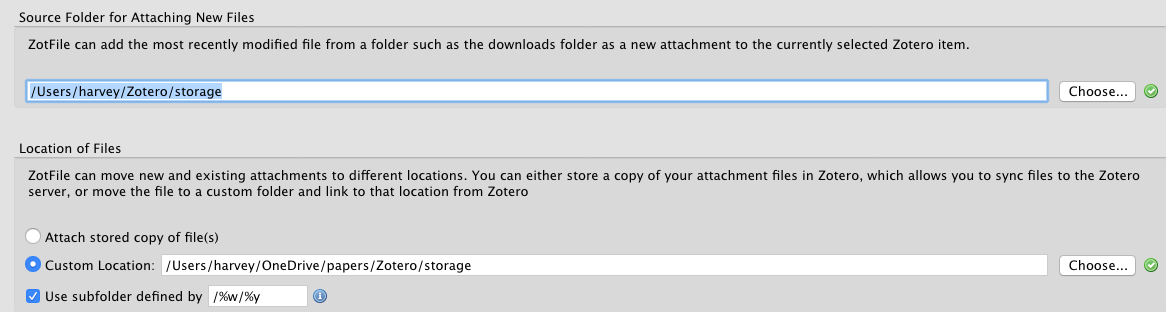 Source Folder for Attaching New Files
ZotFile can add the most recently modified file from a folder such as the downloads folder as a new attachment to the currently selected Zotero item.
/Users/harvey/Zotero/storage Choose...
Location of Files
ZotFile can move new and existing attachments to different locations. You can either store a copy of your attachment files in Zotero, which allows you to sync files to the Zotero
server, or move the file to a custom folder and link to that location from Zotero
Attach stored copy of file(s)
Custom Location: /Users/harvey/OneDrive/papers/Zotero/storage Choose...
Use subfolder defined by /%w/%y